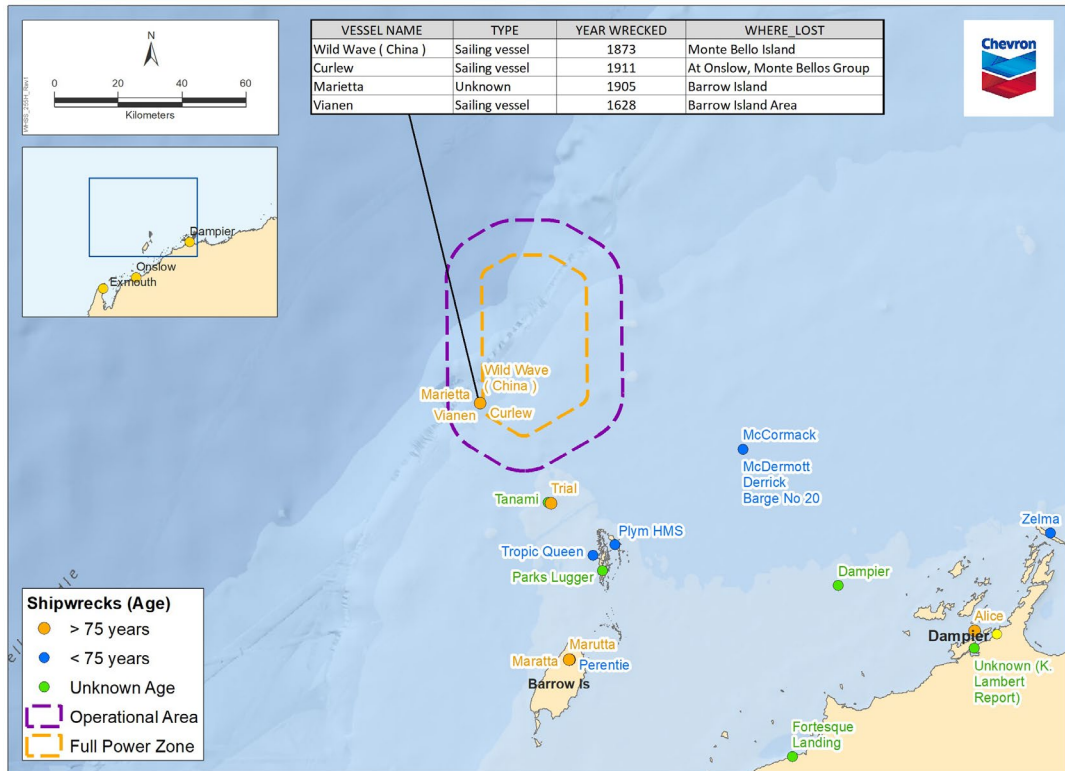 VESSEL NAME TYPE YEAR WRECKED WHERE_LOST
Wild Wave ( China ) Sailing vessel 1873 Monte Bello Island
Curlew Sailing vessel 1911 At Onslow, Monte Bellos Group
Marietta Unknown 1905 Barrow Island
Vianen Sailing vessel 1628 Barrow Island Area
Chevron
N
0 20 40 60
Kilometers
Dampier
Onslow
Exmouth
Wild Wave
( China )
Marietta
Vianen
Curlew
McCormack
McDermott
Derrick
Barge No 20
Trial
Tanami
Zelma
Plym HMS
Tropic Queen
Parks Lugger
Dampier
Alice
Dampier
Unknown (K.
Lambert
Report)
Marutta
Maratta
Perentie
Barrow Is
Fortesque
Landing
Shipwrecks (Age)
> 75 years
< 75 years
Unknown Age
Operational Area
Full Power Zone